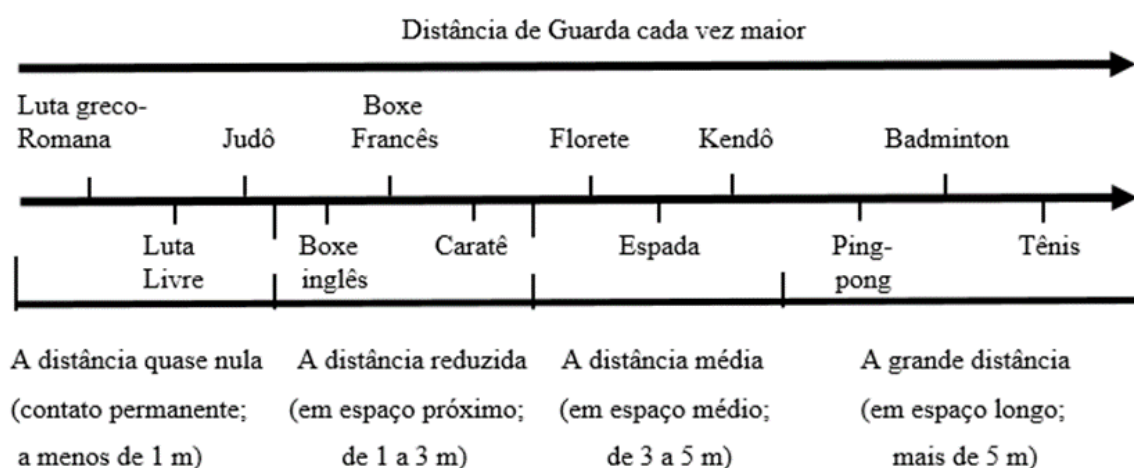 Distância de Guarda cada vez maior
Luta greco-
Romana
Judô
Boxe
Francês
Florete
Kendô
Badminton
Luta
Livre
Boxe
inglês
Caratê
Espada
Ping-
pong
Tênis
A distância quase nula
(contato permanente;
a menos de 1 m)
A distância reduzida
(em espaço próximo;
de 1 a 3 m)
A distância média
(em espaço médio;
de 3 a 5 m)
A grande distância
(em espaço longo;
mais de 5 m)